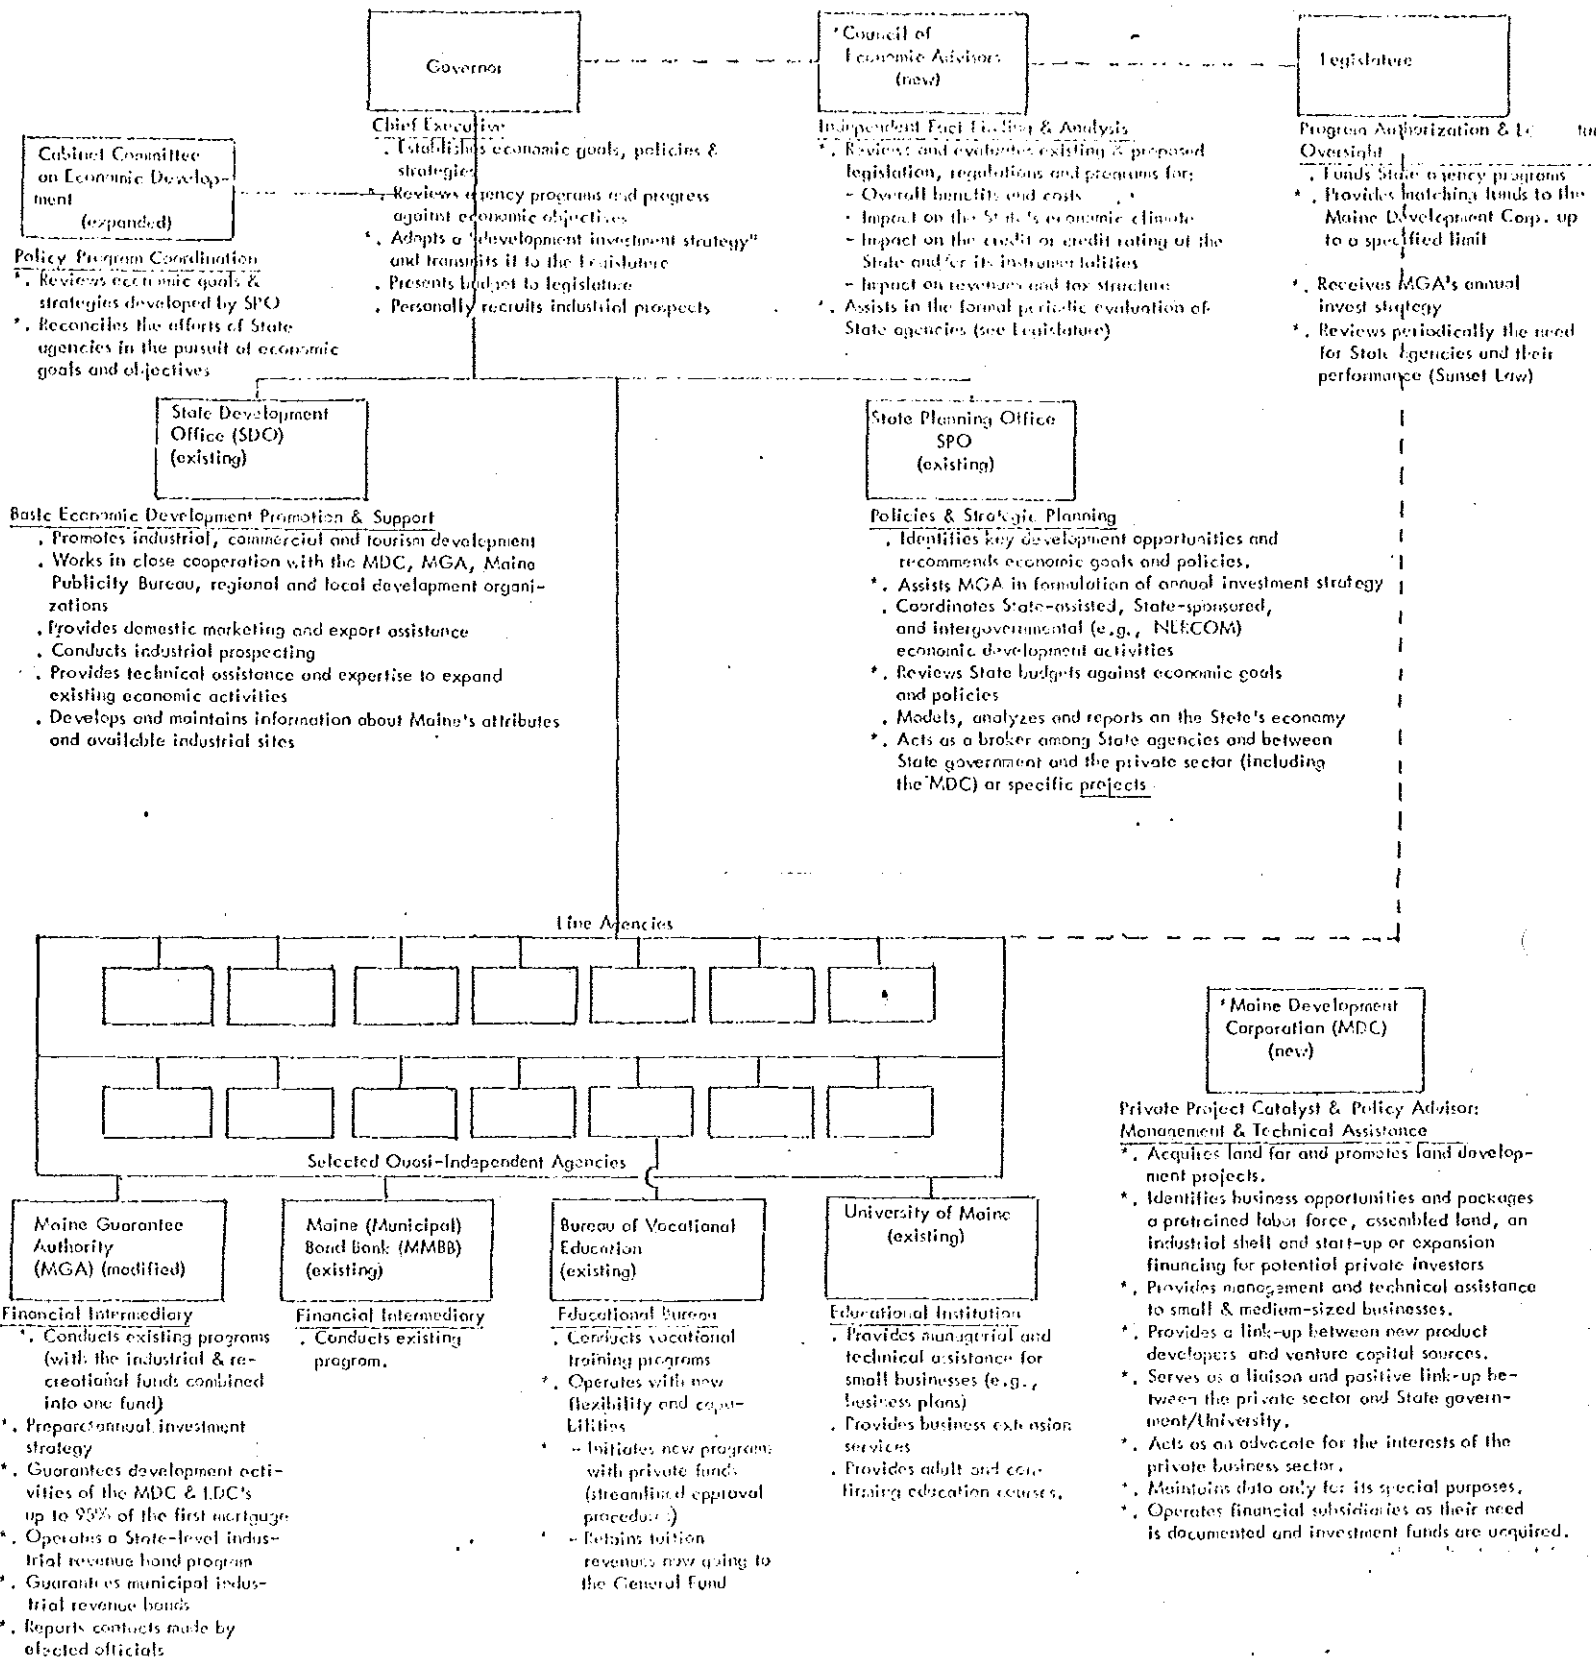 Governor
Chief Executive
. Establishes economic goals, policies &
strategies
*. Reviews agency programs and progress
against economic objectives
*. Adopts a "development investment strategy"
and transmits it to the Legislature
. Presents budget to legislature
. Personally recruits industrial prospects
*Council of
Economic Advisors
(new)
Independent Fact Finding & Analysis
*. Reviews and evaluates existing & proposed
legislation, regulations and programs for:
- Overall benefits and costs
- Impact on the State's economic climate
- Impact on the credit or credit rating of the
State and/or its instrumentalities
- Impact on revenues and tax structure
*. Assists in the formal periodic evaluation of
State agencies (see Legislature)
Legislature
Program Authorization &
Oversight
. Funds State agency programs
*. Provides matching funds to the
Maine Development Corp. up
to a specified limit
*. Receives MGA's annual
invest strategy
*. Reviews periodically the need
for State Agencies and their
performance (Sunset Law)
Cabinet Committee
on Economic Develop-
ment
(expanded)
Policy Program Coordination
*. Reviews economic goals &
strategies developed by SPO
*. Reconciles the efforts of State
agencies in the pursuit of economic
goals and objectives
State Development
Office (SDO)
(existing)
Basic Economic Development Promotion & Support
. Promotes industrial, commercial and tourism development
. Works in close cooperation with the MDC, MGA, Maine
Publicity Bureau, regional and local development organi-
zations
. Provides domestic marketing and export assistance
. Conducts industrial prospecting
. Provides technical assistance and expertise to expand
existing economic activities
. Develops and maintains information about Maine's attributes
and available industrial sites
State Planning Office
SPO
(existing)
Policies & Strategic Planning
. Identifies key development opportunities and
recommends economic goals and policies.
*. Assists MGA in formulation of annual investment strategy
. Coordinates State-assisted, State-sponsored,
and intergovernmental (e.g., NERCOM)
economic development activities
*. Reviews State budgets against economic goals
and policies
. Models, analyzes and reports on the State's economy
*. Acts as a broker among State agencies and between
State government and the private sector (including
the MDC) or specific projects
Line Agencies
Selected Quasi-Independent Agencies
Maine Guarantee
Authority
(MGA) (modified)
Financial Intermediary
*. Conducts existing programs
(with the industrial & re-
creational funds combined
into one fund)
*. Prepares annual investment
strategy
*. Guarantees development acti-
vities of the MDC & LDC's
up to 95% of the first mortgage
*. Operates a State-level indus-
trial revenue bond program
*. Guarantees municipal indus-
trial revenue bonds
*. Reports contacts made by
elected officials
Maine (Municipal)
Bond Bank (MMBB)
(existing)
Financial Intermediary
. Conducts existing
program.
Bureau of Vocational
Education
(existing)
Educational Bureau
. Conducts vocational
training programs
*. Operates with new
flexibility and capa-
bilities
* - Initiates new programs
with private funds
(streamlined approval
procedures)
* - Retains tuition
revenues now going to
the General Fund
University of Maine
(existing)
Educational Institution
. Provides managerial and
technical assistance for
small businesses (e.g.,
business plans)
. Provides business extension
services
. Provides adult and con-
tinuing education courses.
*Maine Development
Corporation (MDC)
(new)
Private Project Catalyst & Policy Advisor:
Management & Technical Assistance
*. Acquires land for and promotes land develop-
ment projects.
*. Identifies business opportunities and packages
a pretrained labor force, assembled land, an
industrial shell and start-up or expansion
financing for potential private investors
*. Provides management and technical assistance
to small & medium-sized businesses.
*. Provides a link-up between new product
developers and venture capital sources.
*. Serves as a liaison and positive link-up be-
tween the private sector and State govern-
ment/University.
*. Acts as an advocate for the interests of the
private business sector.
*. Maintains data only for its special purposes.
*. Operates financial subsidiaries as their need
is documented and investment funds are acquired.